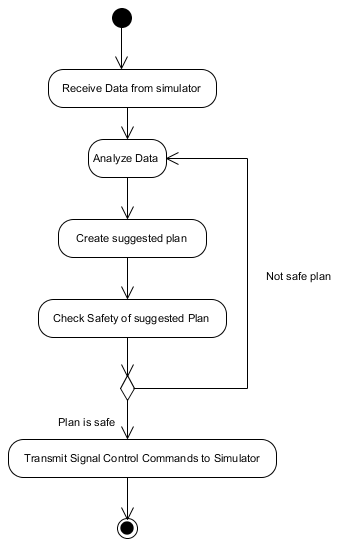 Receive Data from simulator
Analyze Data
Create suggested plan
Not safe plan
Check Safety of suggested Plan
Plan is safe
Transmit Signal Control Commands to Simulator